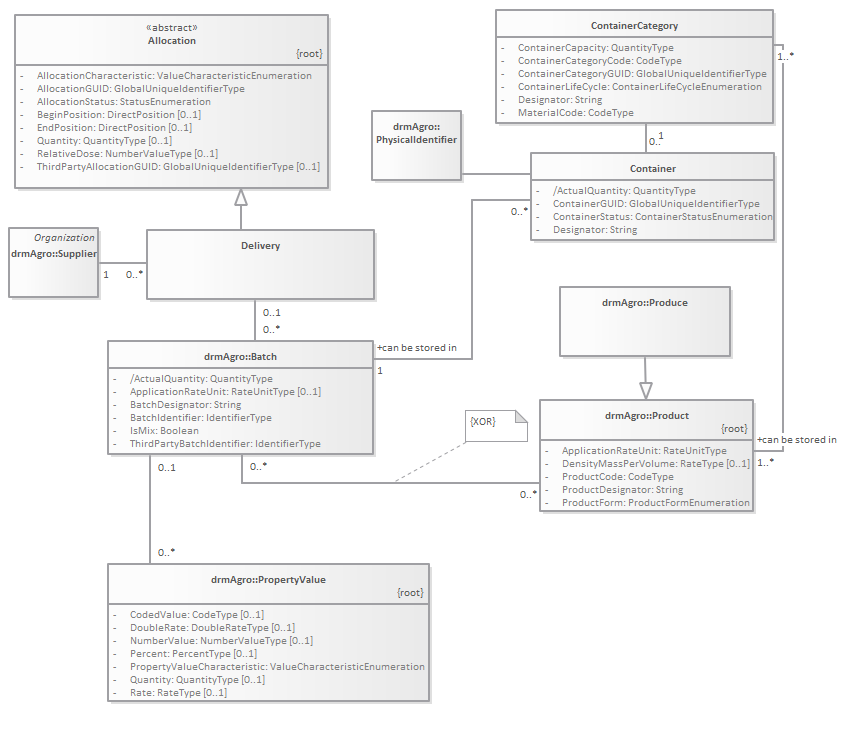 «abstract»
Allocation
{root}
- AllocationCharacteristic: ValueCharacteristicEnumeration
- AllocationGUID: GlobalUniqueIdentifierType
- AllocationStatus: StatusEnumeration
- BeginPosition: DirectPosition [0..1]
- EndPosition: DirectPosition [0..1]
- Quantity: QuantityType [0..1]
- RelativeDose: NumberValueType [0..1]
- ThirdPartyAllocationGUID: GlobalUniqueIdentifierType [0..1]
ContainerCategory
- ContainerCapacity: QuantityType
- ContainerCategoryCode: CodeType
- ContainerCategoryGUID: GlobalUniqueIdentifierType
- ContainerLifeCycle: ContainerLifeCycleEnumeration
- Designator: String
- MaterialCode: CodeType
1..*
1
0..
drmAgro::
PhysicalIdentifier
Container
- /ActualQuantity: QuantityType
- ContainerGUID: GlobalUniqueIdentifierType
- ContainerStatus: ContainerStatusEnumeration
- Designator: String
0..*
Organization
drmAgro::Supplier
1
0..*
Delivery
0..1
0..*
drmAgro::Produce
drmAgro::Batch
- /ActualQuantity: QuantityType
- ApplicationRateUnit: RateUnitType [0..1]
- BatchDesignator: String
- BatchIdentifier: IdentifierType
- IsMix: Boolean
- ThirdPartyBatchIdentifier: IdentifierType
+can be stored in
1
{XOR}
drmAgro::Product
{root}
- ApplicationRateUnit: RateUnitType
- DensityMassPerVolume: RateType [0..1]
- ProductCode: CodeType
- ProductDesignator: String
- ProductForm: ProductFormEnumeration
+can be stored in
1..*
0..1
0..*
0..*
0..*
drmAgro::PropertyValue
{root}
- CodedValue: CodeType [0..1]
- DoubleRate: DoubleRateType [0..1]
- NumberValue: NumberValueType [0..1]
- Percent: PercentType [0..1]
- PropertyValueCharacteristic: ValueCharacteristicEnumeration
- Quantity: QuantityType [0..1]
- Rate: RateType [0..1]